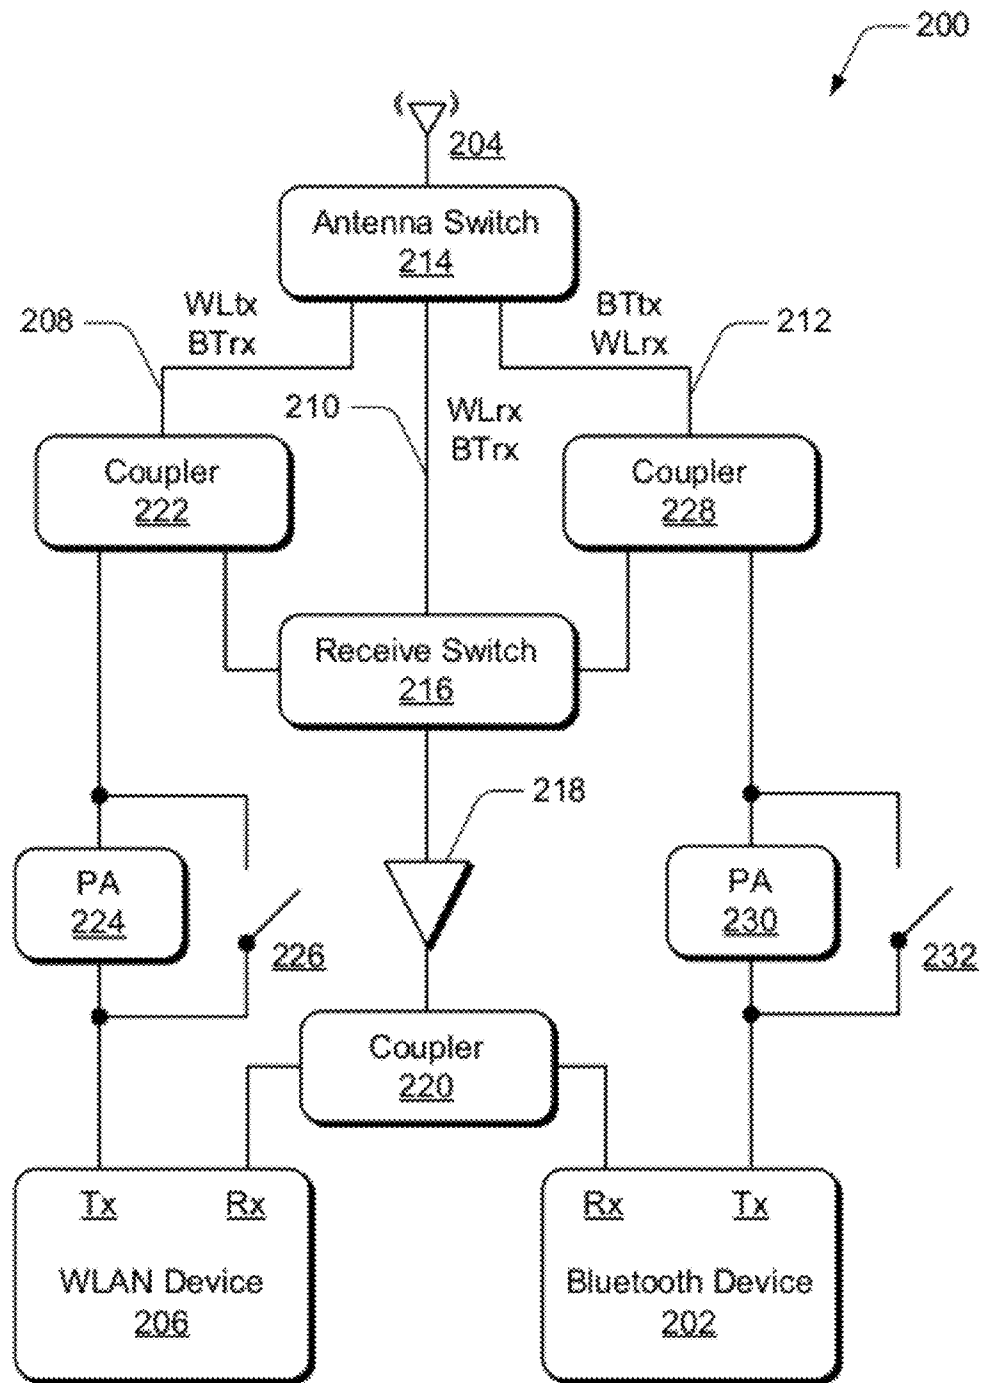 200
204
Antenna Switch
214
WLtx
BTrx
208
BTtx
WLrx
212
210
WLrx
BTrx
Coupler
222
Coupler
228
Receive Switch
216
218
PA
224
226
PA
230
232
Coupler
220
Tx Rx
WLAN Device
206
Rx Tx
Bluetooth Device
202